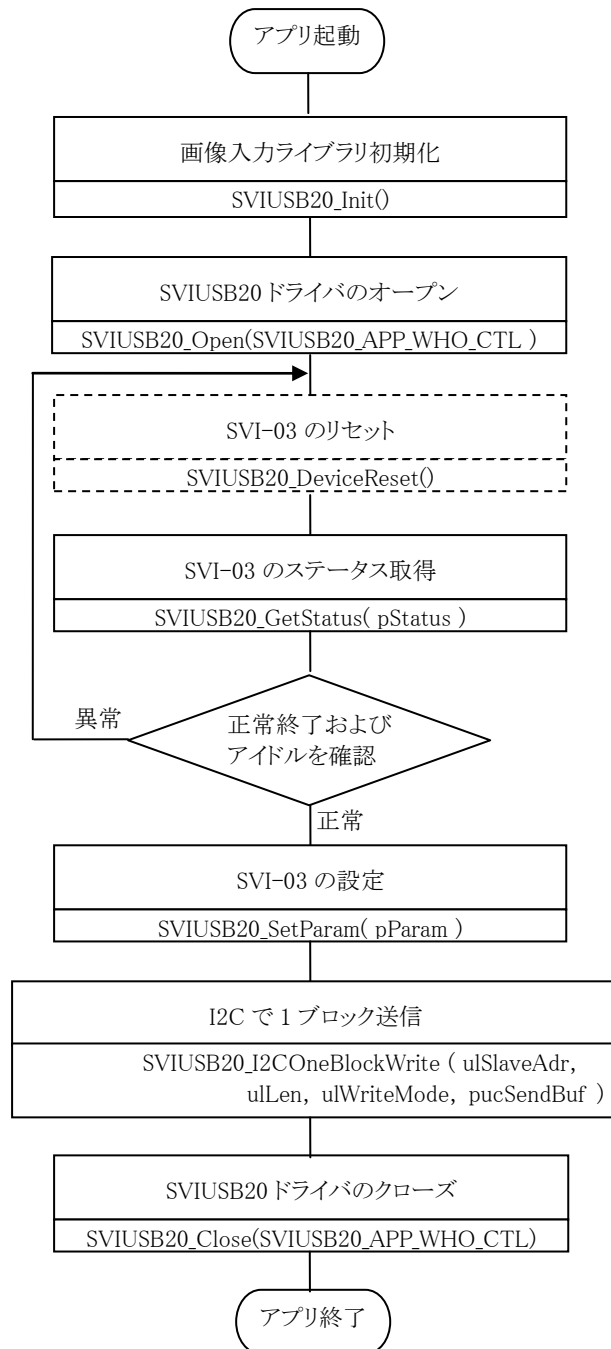 アプリ起動
画像入力ライブラリ初期化
SVIUSB20_Init()
SVIUSB20 ドライバのオープン
SVIUSB20_Open(SVIUSB20_APP_WHO_CTL )
SVI-03 のリセット
SVIUSB20_DeviceReset()
SVI-03 のステータス取得
SVIUSB20_GetStatus( pStatus )
異常
正常終了および
アイドルを確認
正常
SVI-03 の設定
SVIUSB20_SetParam( pParam )
I2C で 1 ブロック送信
SVIUSB20_I2COneBlockWrite ( ulSlaveAdr,
ulLen, ulWriteMode, pucSendBuf )
SVIUSB20 ドライバのクローズ
SVIUSB20_Close(SVIUSB20_APP_WHO_CTL)
アプリ終了